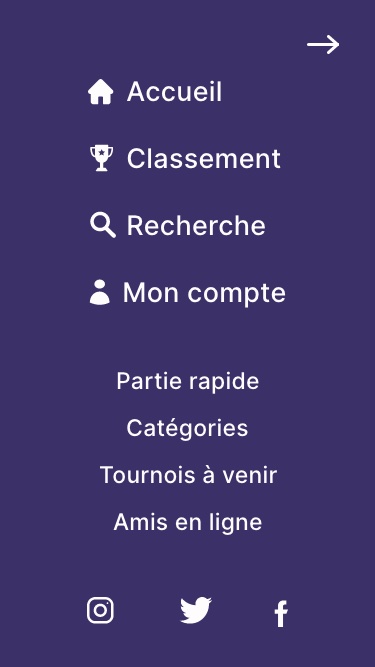 Accueil
Classement
Recherche
Mon compte
Partie rapide
Catégories
Tournois à venir
Amis en ligne